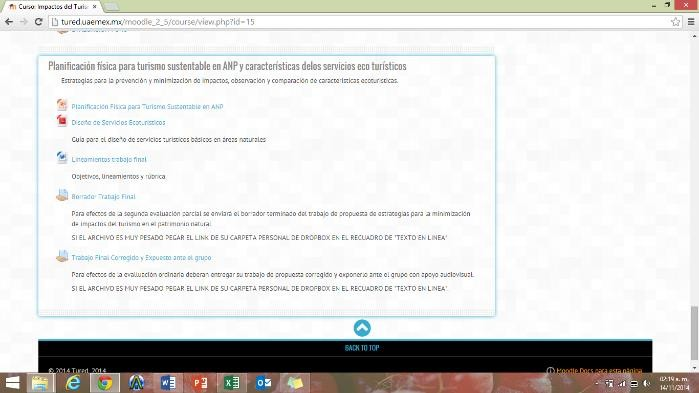 Curso: Impactos del Turis
tured.uaemex.mx/moodle_2_5/course/view.php?id=15
Planificación física para turismo sustentable en ANP y características delos servicios eco turísticos
Estrategias para la prevención y minimización de impactos, observación y comparación de características ecoturisticas.
Planificación Física para Turismo Sustentable en ANP
Diseño de Servicios Ecoturisticos
Guía para el diseño de servicios turísticos básicos en áreas naturales
Lineamientos trabajo final
Objetivos, lineamientos y rúbrica.
Borrador Trabajo Final
Para efectos de la segunda evaluación parcial se enviara el borrador terminado del trabajo de propuesta de estrategias para la minimización
de impactos del turismo en el patrimonio natural.
SI EL ARCHIVO ES MUY PESADO PEGAR EL LINK DE SU CARPETA PERSONAL DE DROPBOX EN EL RECUADRO DE "TEXTO EN LINEA"
Trabajo Final Corregido y Expuesto ante el grupo
Para efectos de la evaluación ordinaria deberan entregar su trabajo de propuesta corregido y exponerlo ante el grupo con apoyo audiovisual.
SI EL ARCHIVO ES MUY PESADO PEGAR EL LINK DE SU CARPETA PERSONAL DE DROPBOX EN EL RECUADRO DE "TEXTO EN LINEA".
BACK TO TOP
© 2014 Tured, 2014
Moodle Docs para esta página
02:19 a. m.
14/11/2014